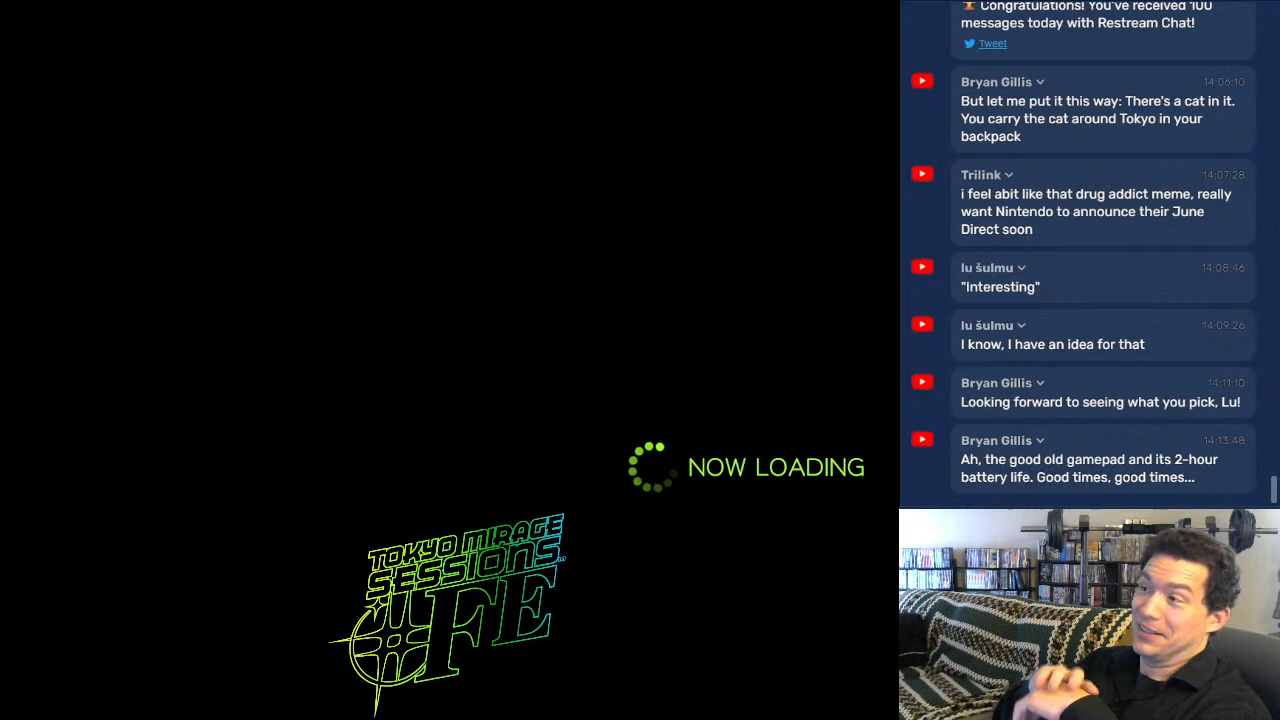 Congratulations! You've received 100
messages today with Restream Chat!
Tweet
Bryan Gillis 14:06:10
But let me put it this way: There's a cat in it.
You carry the cat around Tokyo in your
backpack
Trilink 14:07:28
i feel abit like that drug addict meme, really
want Nintendo to announce their June
Direct soon
lu šulmu 14:08:46
"Interesting"
lu šulmu 14:09:26
I know, I have an idea for that
Bryan Gillis 14:11:10
Looking forward to seeing what you pick, Lu!
Bryan Gillis 14:13:48
Ah, the good old gamepad and its 2-hour
battery life. Good times, good times...
NOW LOADING
TOKYO MIRAGE
SESSIONS™
#FE